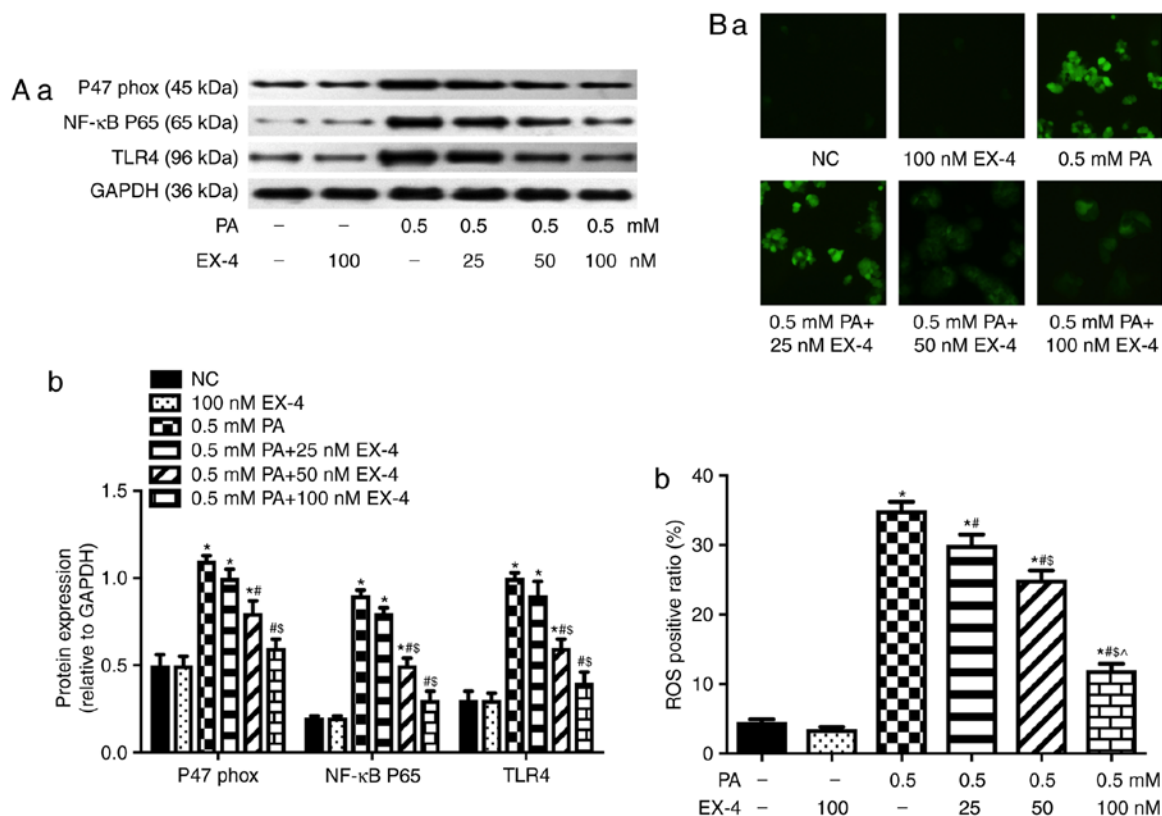 A a
P47 phox (45 kDa)
NF-κB P65 (65 kDa)
TLR4 (96 kDa)
GAPDH (36 kDa)
PA – – 0.5 0.5 0.5 0.5 mM
EX-4 – 100 – 25 50 100 nM
B a
NC 100 nM EX-4 0.5 mM PA
0.5 mM PA+ 0.5 mM PA+ 0.5 mM PA+
25 nM EX-4 50 nM EX-4 100 nM EX-4
b
NC
100 nM EX-4
0.5 mM PA
0.5 mM PA+25 nM EX-4
0.5 mM PA+50 nM EX-4
0.5 mM PA+100 nM EX-4
Protein expression
(relative to GAPDH)
1.5
1.0
0.5
0.0
* * *# #$
* * *#$ #$
* * *#$ #$
P47 phox NF-κB P65 TLR4
b
ROS positive ratio (%)
40
30
20
10
0
* *# *#$ *#$^
PA – – 0.5 0.5 0.5 0.5 mM
EX-4 – 100 – 25 50 100 nM